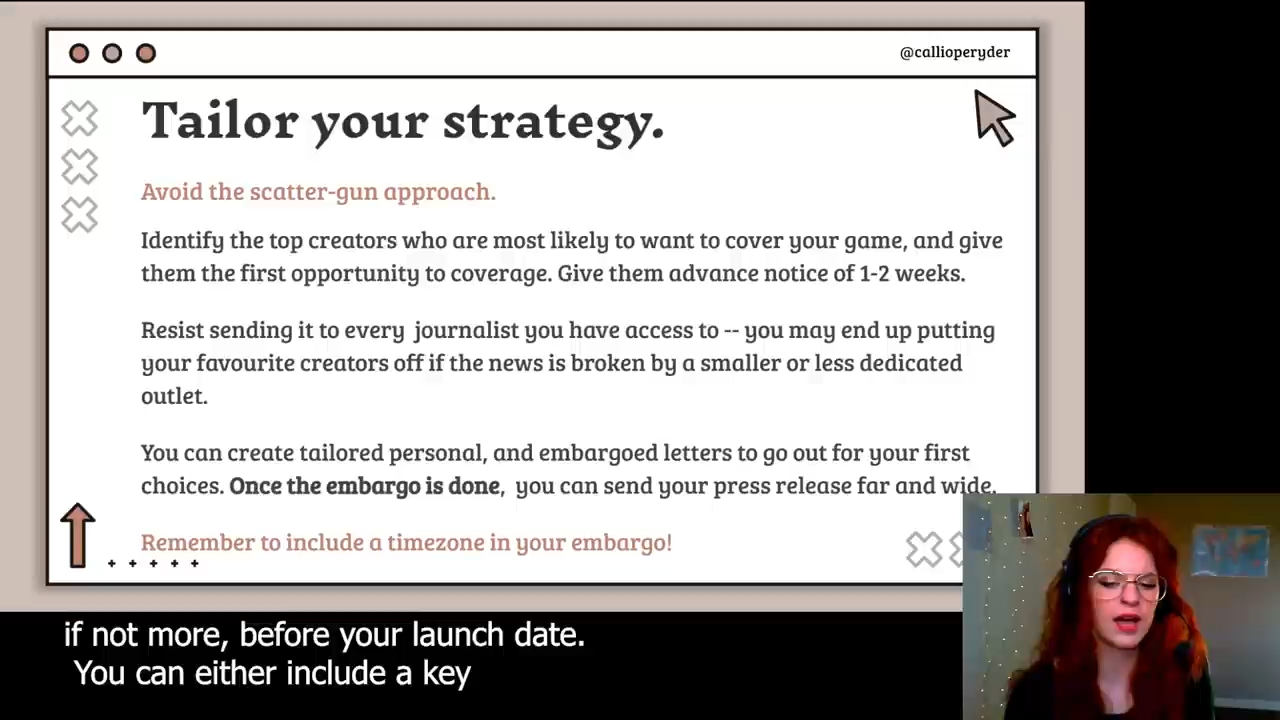 @callioperyder
Tailor your strategy.
Avoid the scatter-gun approach.
Identify the top creators who are most likely to want to cover your game, and give
them the first opportunity to coverage. Give them advance notice of 1-2 weeks.
Resist sending it to every journalist you have access to -- you may end up putting
your favourite creators off if the news is broken by a smaller or less dedicated
outlet.
You can create tailored personal, and embargoed letters to go out for your first
choices. Once the embargo is done, you can send your press release far and wide.
Remember to include a timezone in your embargo!
if not more, before your launch date.
You can either include a key